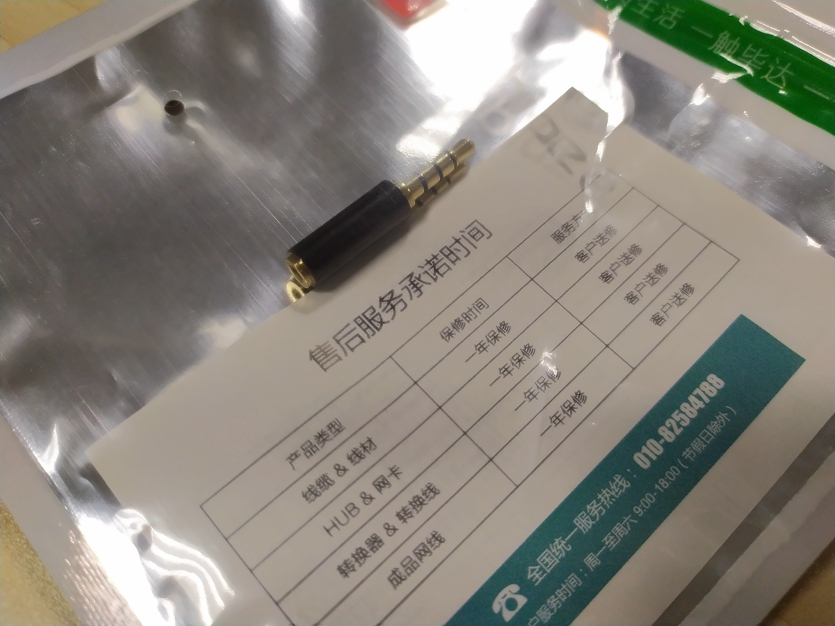 生活 一触毕达 一
售后服务承诺时间
产品类型 保修时间 服务方
线缆 & 线材 一年保修 客户送修
HUB & 网卡 一年保修 客户送修
转换器 & 转换线 一年保修 客户送修
成品网线 一年保修 客户送修
全国统一服务热线：010-82584788
户服务时间：周一至周六 9:00-18:00（节假日除外）